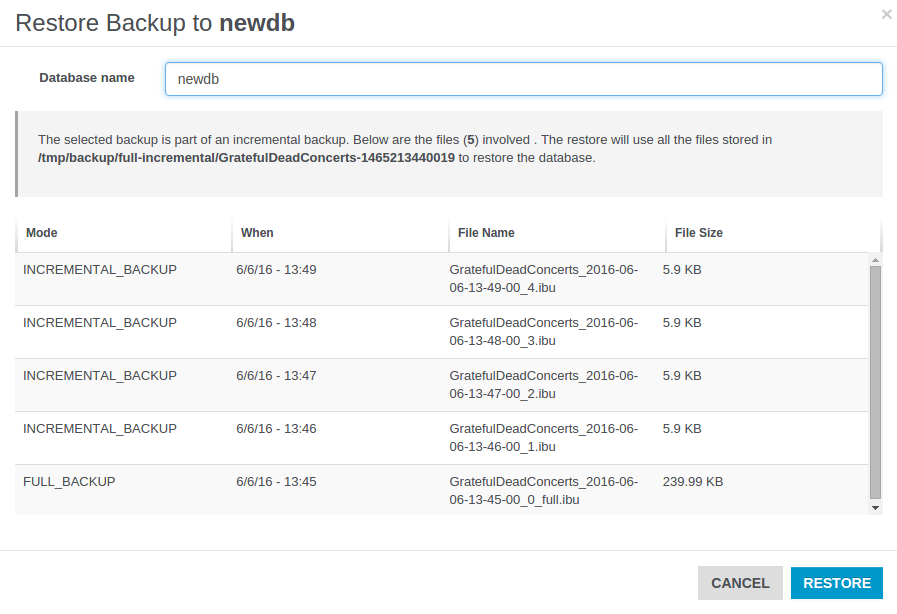 Restore Backup to newdb
×
Database name
newdb
The selected backup is part of an incremental backup. Below are the files (5) involved . The restore will use all the files stored in
/tmp/backup/full-incremental/GratefulDeadConcerts-1465213440019 to restore the database.
Mode When File Name File Size
INCREMENTAL_BACKUP 6/6/16 - 13:49 GratefulDeadConcerts_2016-06- 5.9 KB
06-13-49-00_4.ibu
INCREMENTAL_BACKUP 6/6/16 - 13:48 GratefulDeadConcerts_2016-06- 5.9 KB
06-13-48-00_3.ibu
INCREMENTAL_BACKUP 6/6/16 - 13:47 GratefulDeadConcerts_2016-06- 5.9 KB
06-13-47-00_2.ibu
INCREMENTAL_BACKUP 6/6/16 - 13:46 GratefulDeadConcerts_2016-06- 5.9 KB
06-13-46-00_1.ibu
FULL_BACKUP 6/6/16 - 13:45 GratefulDeadConcerts_2016-06- 239.99 KB
06-13-45-00_0_full.ibu
CANCEL RESTORE